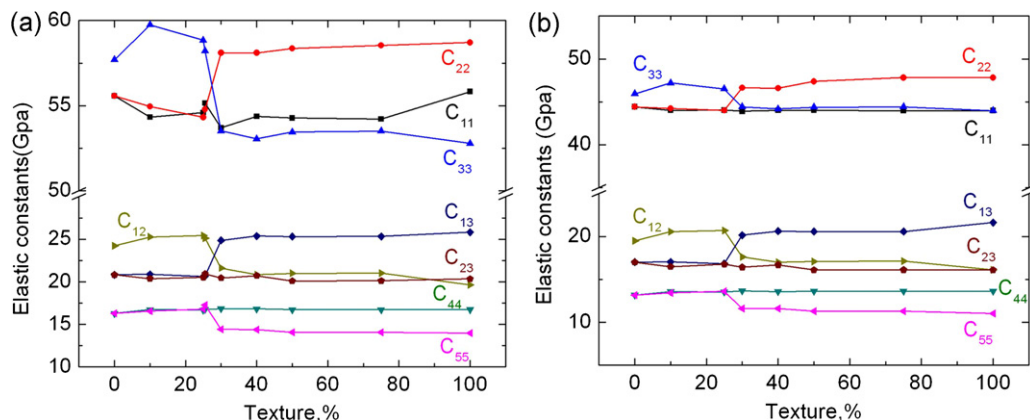 (a)
60
55
50
25
20
15
10
Elastic constants(Gpa)
C22
C11
C33
C12
C13
C23
C44
C55
0 20 40 60 80 100
Texture,%
(b)
50
40
20
10
Elastic constants (Gpa)
C33
C22
C11
C12
C13
C23
C44
C55
0 20 40 60 80 100
Texture,%